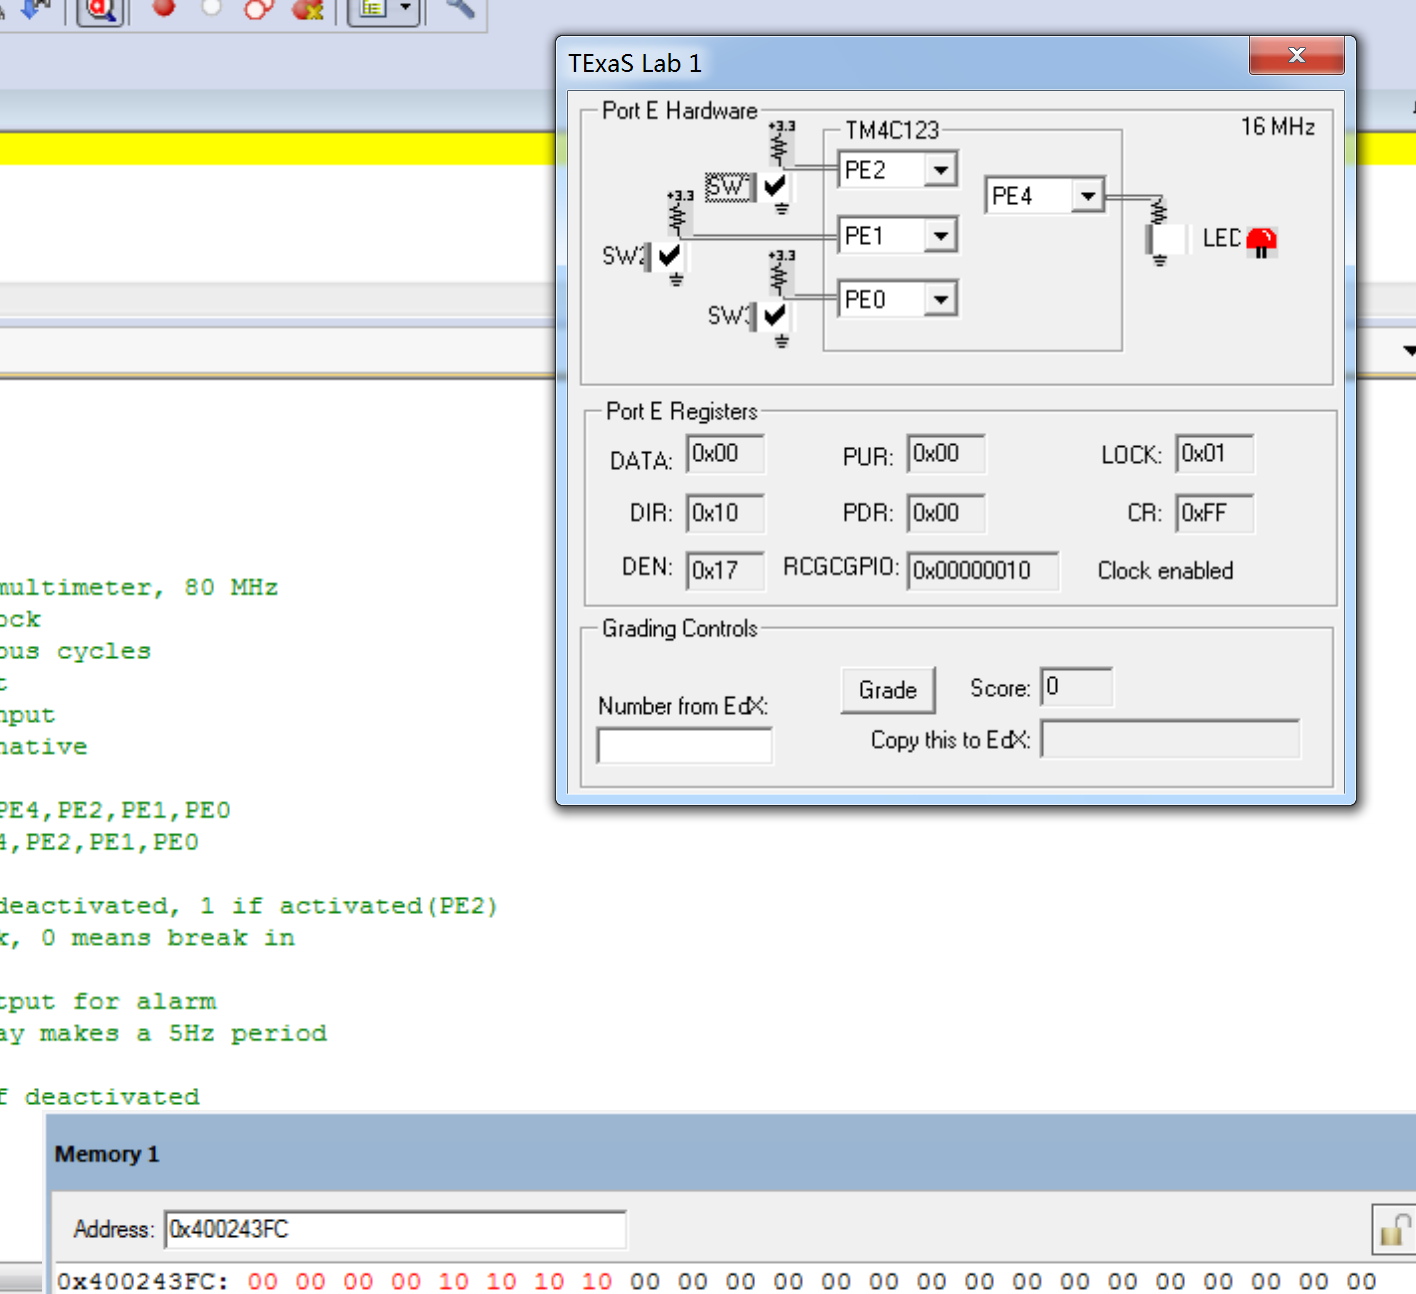 TExaS Lab 1
Port E Hardware
16 MHz
TM4C123
+3.3
PE2
SW1
PE4
+3.3
PE1
LED
SW2
+3.3
PE0
SW3
Port E Registers
DATA: 0x00 PUR: 0x00 LOCK: 0x01
DIR: 0x10 PDR: 0x00 CR: 0xFF
DEN: 0x17 RCGCGPIO: 0x00000010 Clock enabled
Grading Controls
Grade Score: 0
Number from EdX:
Copy this to EdX:
multimeter, 80 MHz
ock
ous cycles
t
nput
native
PE4,PE2,PE1,PE0
4,PE2,PE1,PE0
deactivated, 1 if activated(PE2)
k, 0 means break in
tput for alarm
ay makes a 5Hz period
f deactivated
Memory 1
Address: 0x400243FC
0x400243FC: 00 00 00 00 10 10 10 10 00 00 00 00 00 00 00 00 00 00 00 00 00 00 00 00